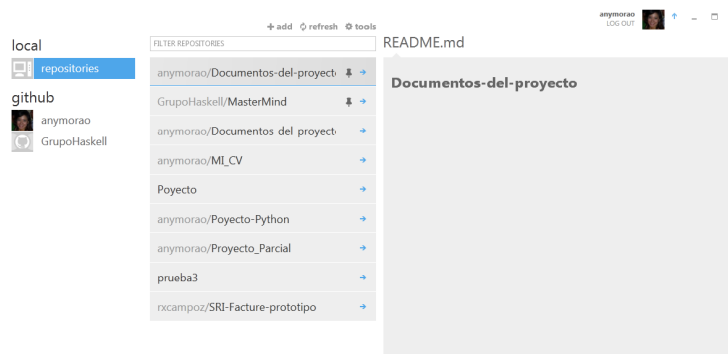 anymorao
LOG OUT
add refresh tools
local
repositories
github
anymorao
GrupoHaskell
FILTER REPOSITORIES
anymorao/Documentos-del-proyect
GrupoHaskell/MasterMind
anymorao/Documentos del proyect
anymorao/MI_CV
Poyecto
anymorao/Poyecto-Python
anymorao/Proyecto_Parcial
prueba3
rxcampoz/SRI-Facture-prototipo
README.md
Documentos-del-proyecto